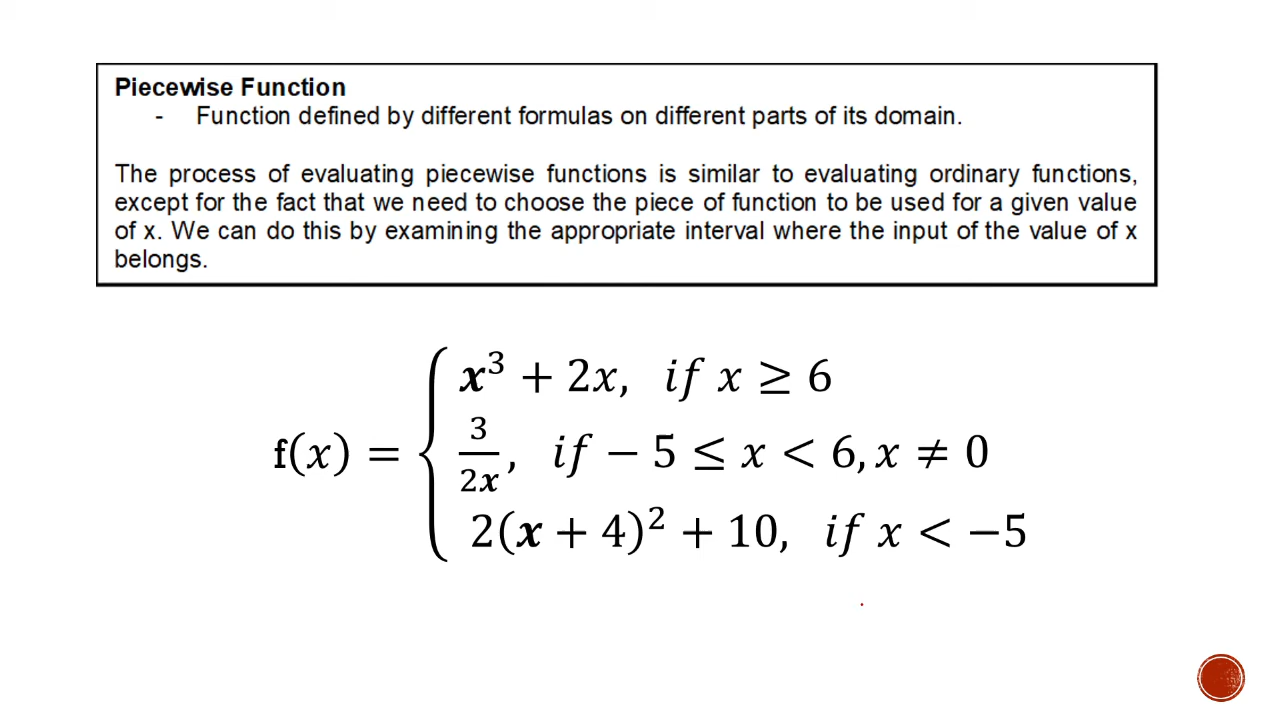 Piecewise Function
- Function defined by different formulas on different parts of its domain.
The process of evaluating piecewise functions is similar to evaluating ordinary functions,
except for the fact that we need to choose the piece of function to be used for a given value
of x. We can do this by examining the appropriate interval where the input of the value of x
belongs.
f(x) = { x³ + 2x, if x ≥ 6
3/2x, if − 5 ≤ x < 6, x ≠ 0
2(x + 4)² + 10, if x < −5